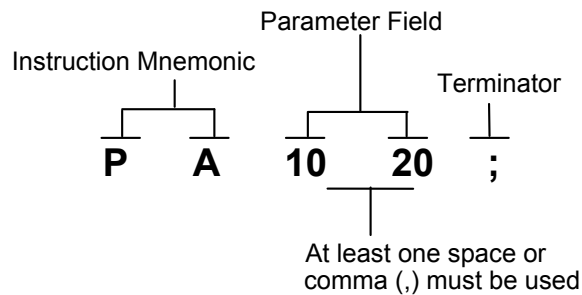 Parameter Field
Instruction Mnemonic
Terminator
P A 10 20 ;
At least one space or
comma (,) must be used